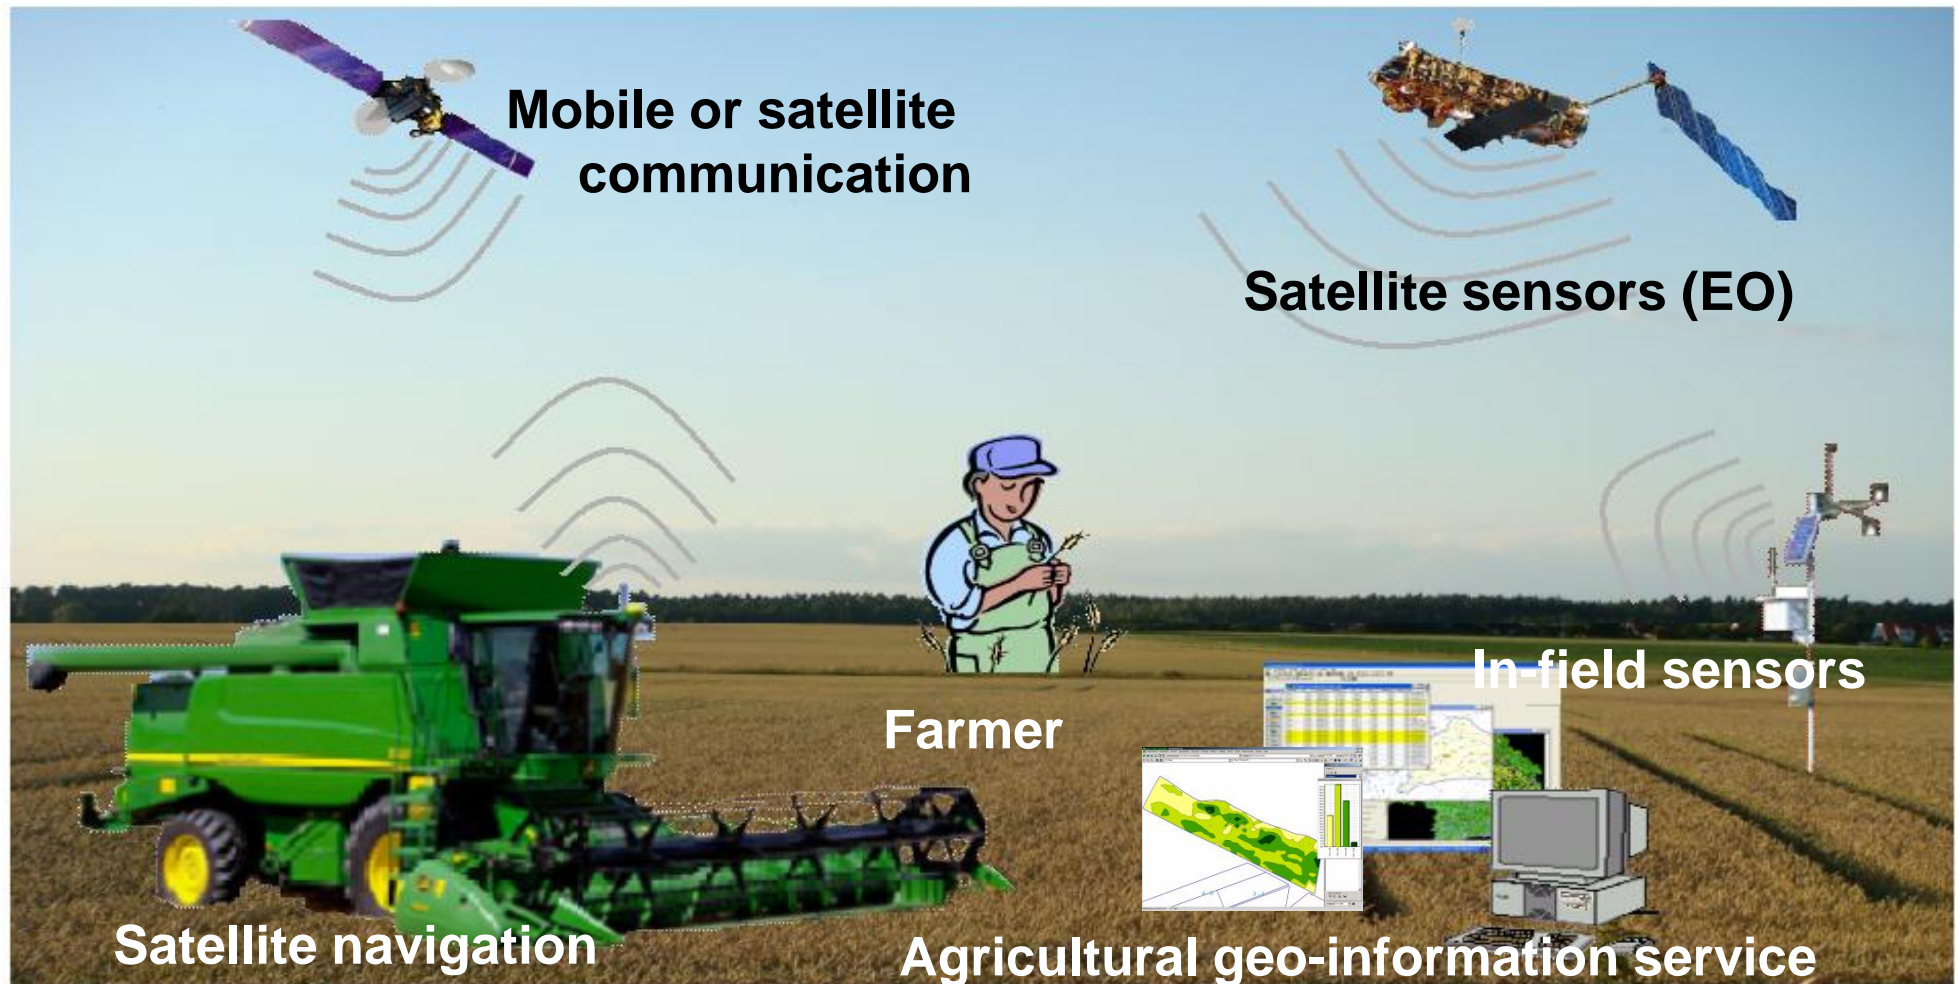 Mobile or satellite
communication
Satellite sensors (EO)
In-field sensors
Farmer
Satellite navigation
Agricultural geo-information service